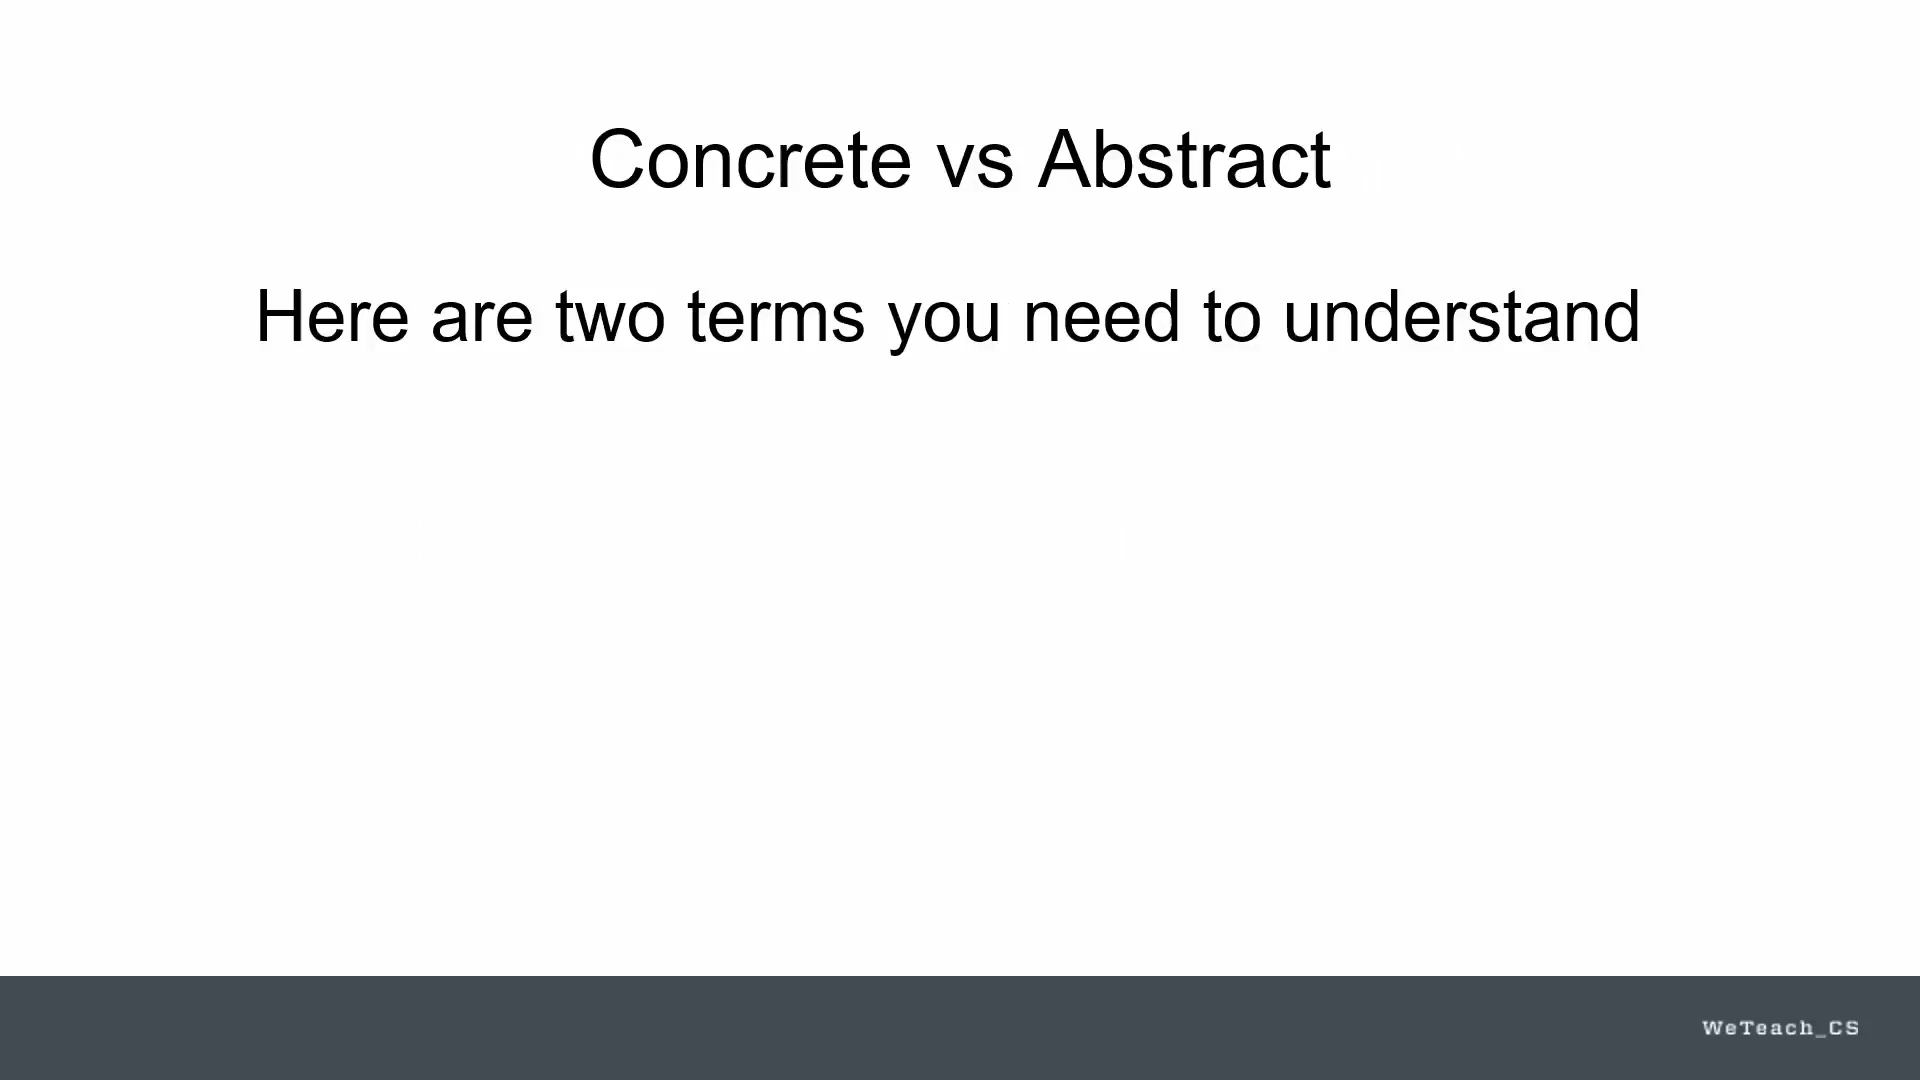 Concrete vs Abstract
Here are two terms you need to understand
WeTeach_CS